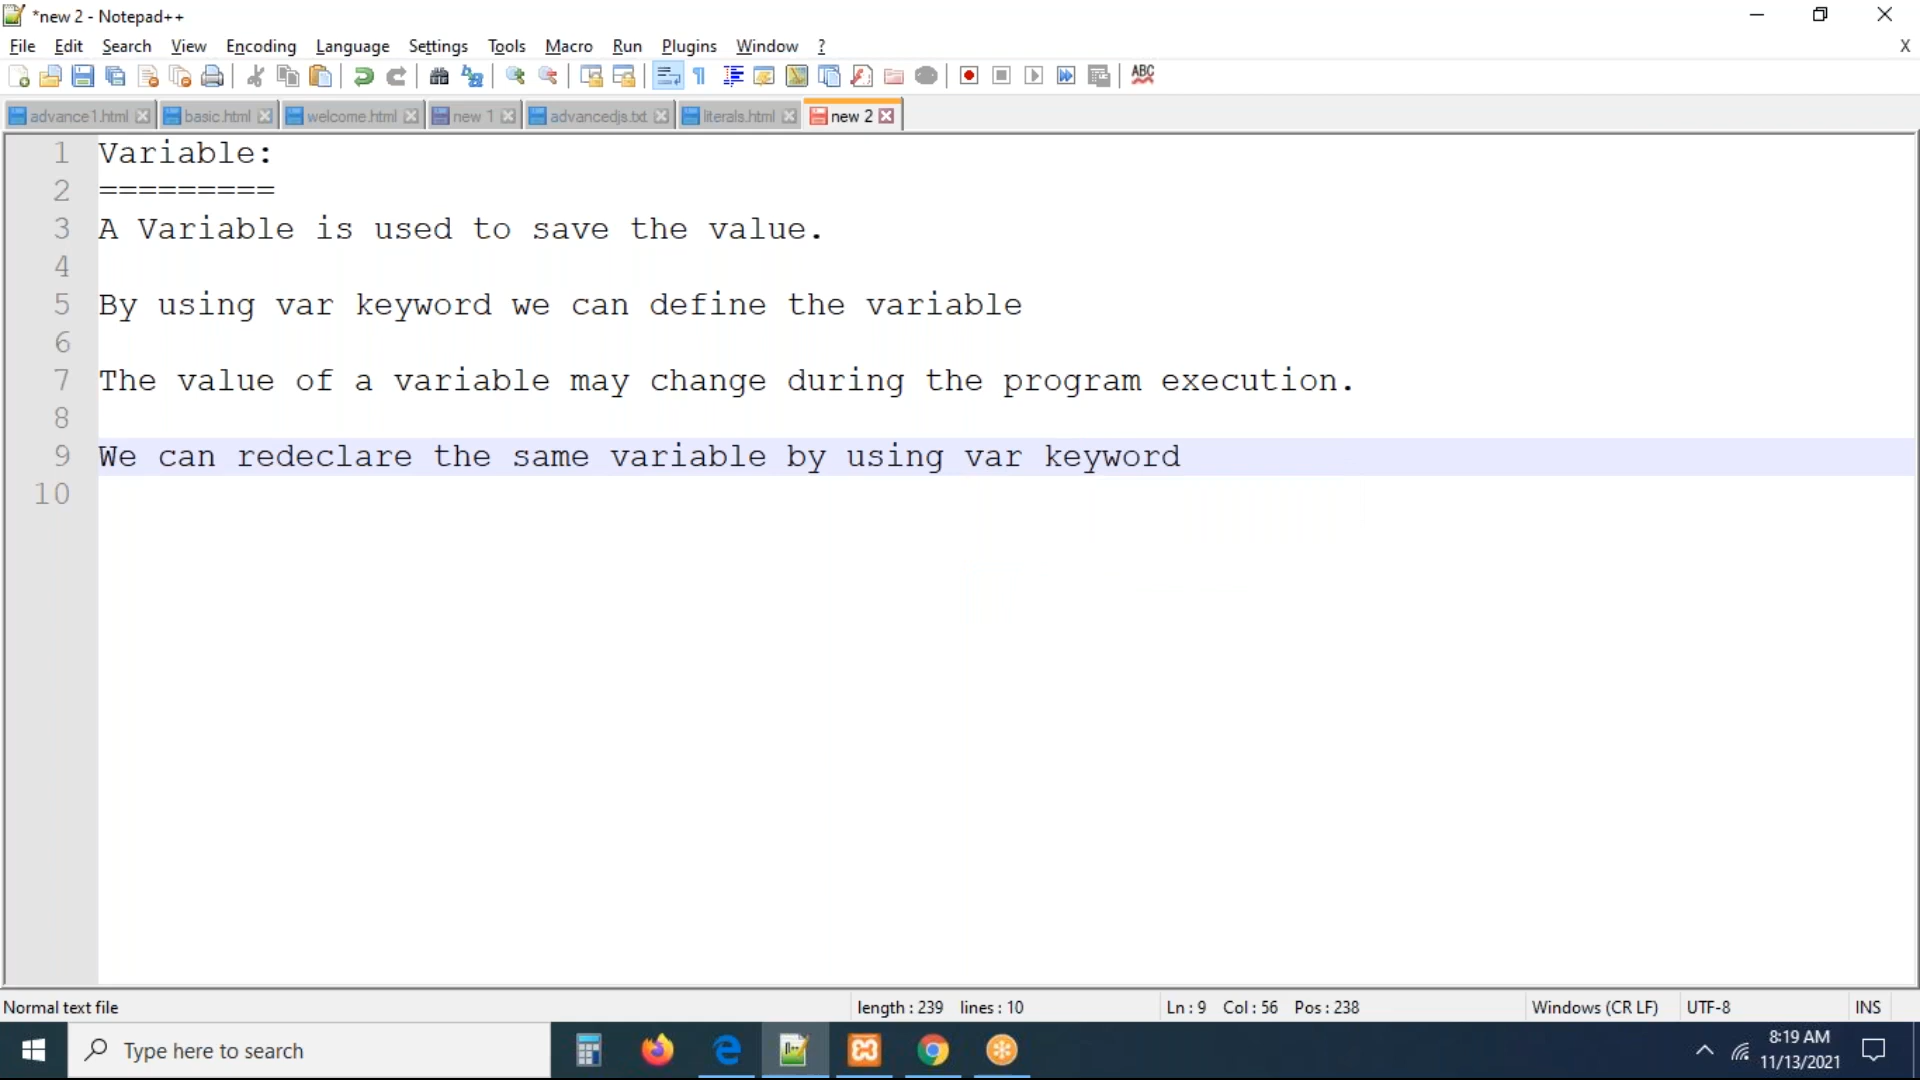 *new 2 - Notepad++
File Edit Search View Encoding Language Settings Tools Macro Run Plugins Window ? X
ABC
advance1.html basic.html welcome.html new 1 advancedjs.txt literals.html new 2
1 Variable:
2 =========
3 A Variable is used to save the value.
4
5 By using var keyword we can define the variable
6
7 The value of a variable may change during the program execution.
8
9 We can redeclare the same variable by using var keyword
10
Normal text file length : 239 lines : 10 Ln : 9 Col : 56 Pos : 238 Windows (CR LF) UTF-8 INS
Type here to search
8:19 AM
11/13/2021